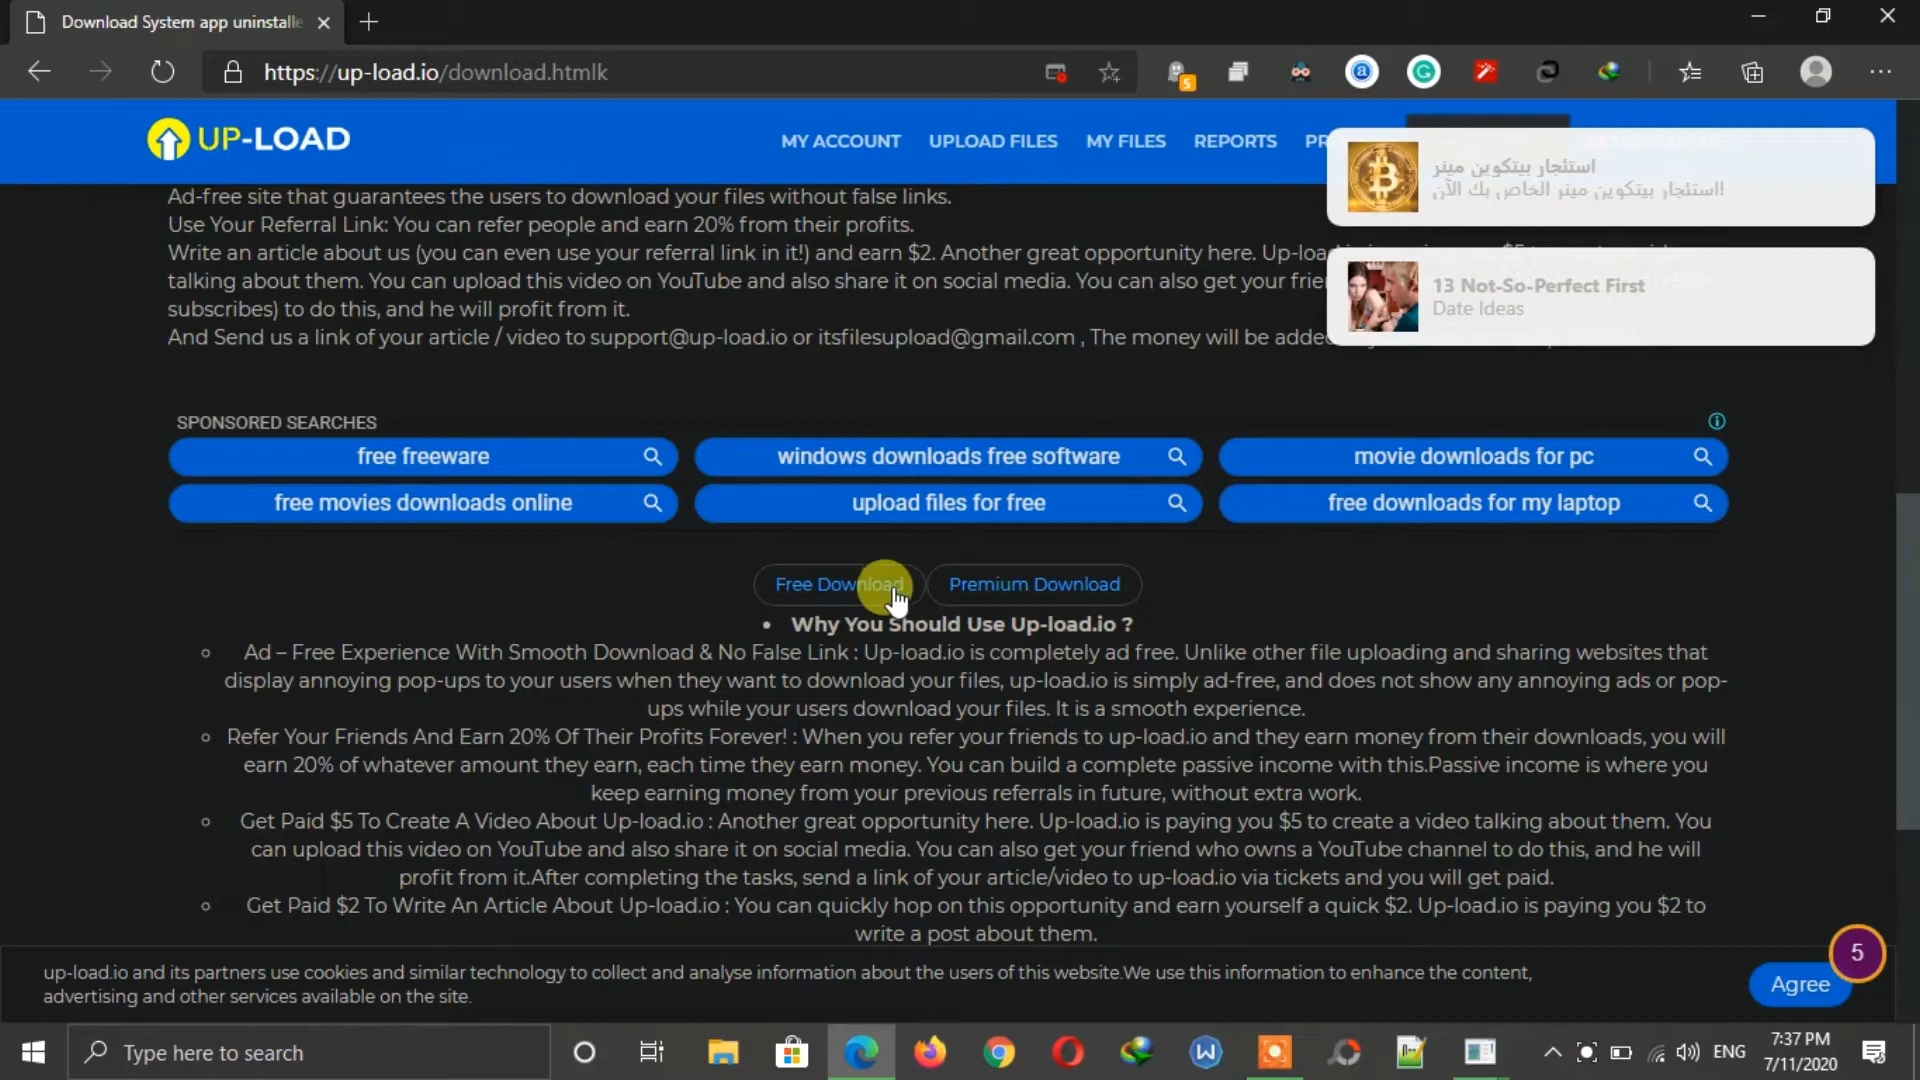 Download System app uninstalle
https://up-load.io/download.htmlk
5
UP-LOAD
MY ACCOUNT UPLOAD FILES MY FILES REPORTS
استئجار بيتكوين مينر
استئجار بيتكوين مينر الخاص بك الآن!
13 Not-So-Perfect First
Date Ideas
Ad-free site that guarantees the users to download your files without false links.
Use Your Referral Link: You can refer people and earn 20% from their profits.
Write an article about us (you can even use your referral link in it!) and earn $2. Another great opportunity here.
talking about them. You can upload this video on YouTube and also share it on social media. You can also get your
subscribes) to do this, and he will profit from it.
And Send us a link of your article / video to support@up-load.io or itsfilesupload@gmail.com , The money will be added
SPONSORED SEARCHES
free freeware windows downloads free software movie downloads for pc
free movies downloads online upload files for free free downloads for my laptop
Free Download Premium Download
• Why You Should Use Up-load.io ?
Ad – Free Experience With Smooth Download & No False Link : Up-load.io is completely ad free. Unlike other file uploading and sharing websites that
display annoying pop-ups to your users when they want to download your files, up-load.io is simply ad-free, and does not show any annoying ads or pop-
ups while your users download your files. It is a smooth experience.
Refer Your Friends And Earn 20% Of Their Profits Forever! : When you refer your friends to up-load.io and they earn money from their downloads, you will
earn 20% of whatever amount they earn, each time they earn money. You can build a complete passive income with this.Passive income is where you
keep earning money from your previous referrals in future, without extra work.
Get Paid $5 To Create A Video About Up-load.io : Another great opportunity here. Up-load.io is paying you $5 to create a video talking about them. You
can upload this video on YouTube and also share it on social media. You can also get your friend who owns a YouTube channel to do this, and he will
profit from it.After completing the tasks, send a link of your article/video to up-load.io via tickets and you will get paid.
Get Paid $2 To Write An Article About Up-load.io : You can quickly hop on this opportunity and earn yourself a quick $2. Up-load.io is paying you $2 to
write a post about them.
5
up-load.io and its partners use cookies and similar technology to collect and analyse information about the users of this website.We use this information to enhance the content,
advertising and other services available on the site.
Agree
Type here to search
ENG
7:37 PM
7/11/2020